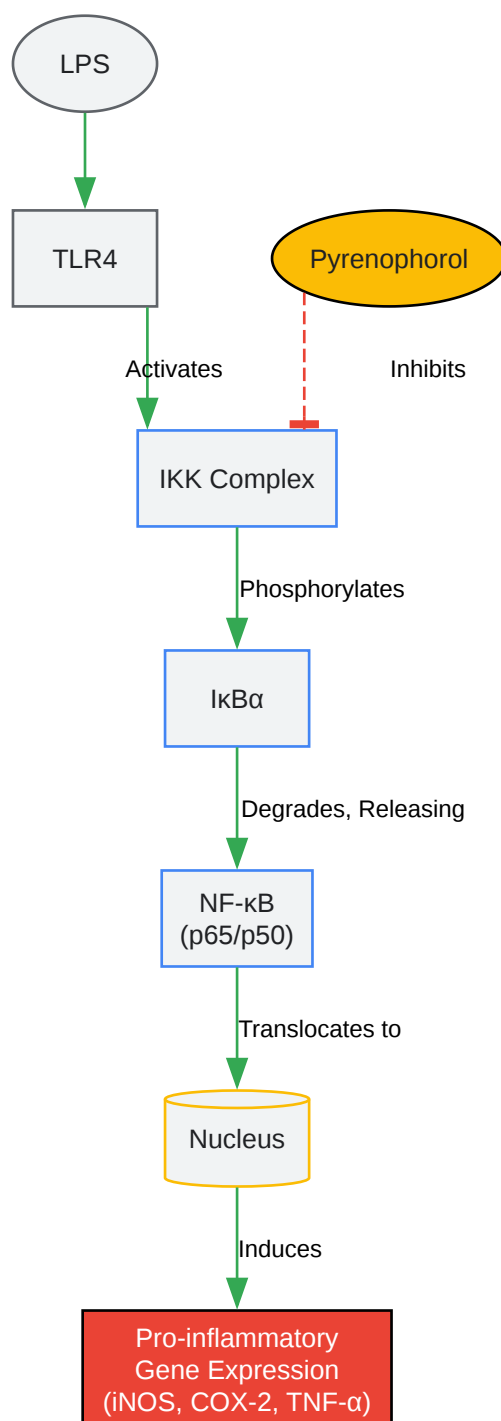 LPS
TLR4
Pyrenophorol
Activates
Inhibits
IKK Complex
Phosphorylates
IκBα
Degrades, Releasing
NF-κB
(p65/p50)
Translocates to
Nucleus
Induces
Pro-inflammatory
Gene Expression
(iNOS, COX-2, TNF-α)